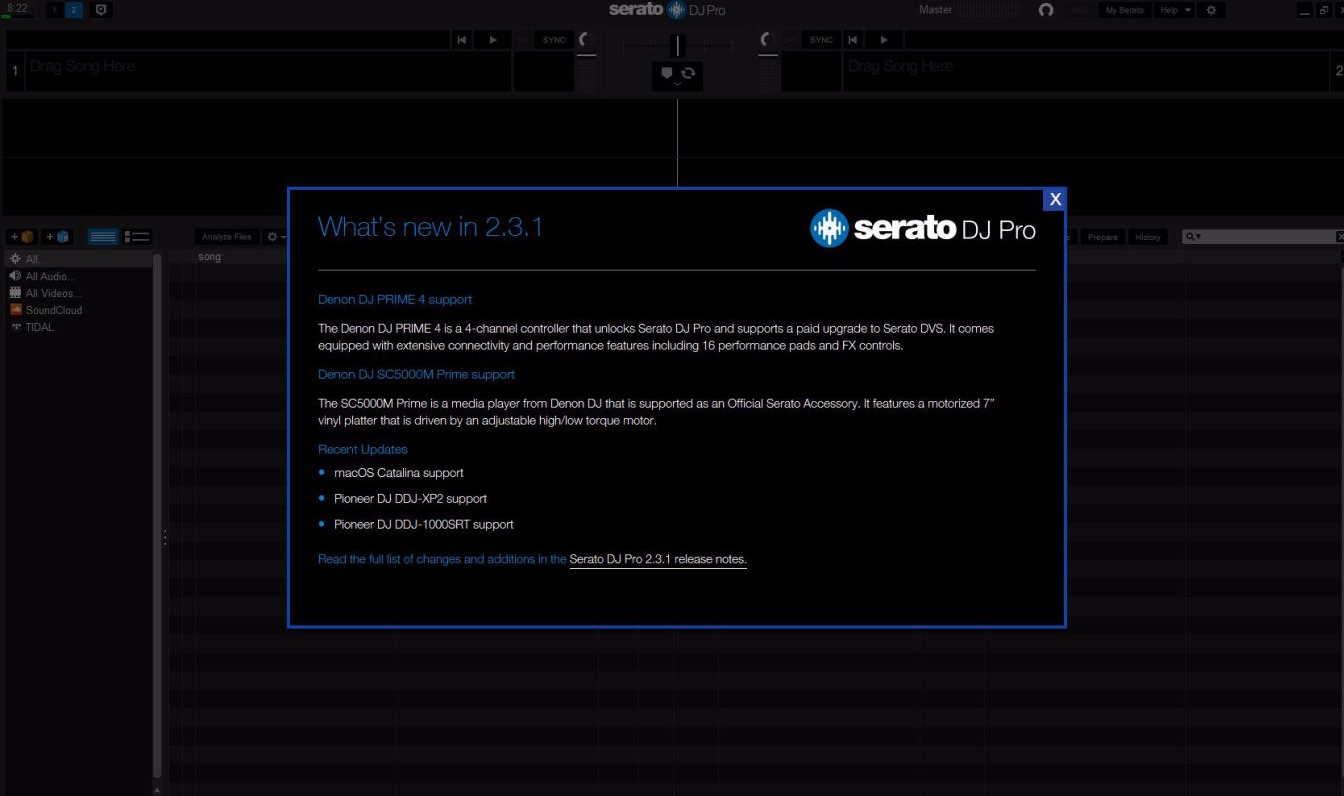 8:22
1 2
serato DJ Pro
Master
My Serato
Help
SYNC
SYNC
1
Drag Song Here
Drag Song Here
2
What's new in 2.3.1
serato DJ Pro
X
Denon DJ PRIME 4 support
The Denon DJ PRIME 4 is a 4-channel controller that unlocks Serato DJ Pro and supports a paid upgrade to Serato DVS. It comes
equipped with extensive connectivity and performance features including 16 performance pads and FX controls.
Denon DJ SC5000M Prime support
The SC5000M Prime is a media player from Denon DJ that is supported as an Official Serato Accessory. It features a motorized 7"
vinyl platter that is driven by an adjustable high/low torque motor.
Recent Updates
macOS Catalina support
Pioneer DJ DDJ-XP2 support
Pioneer DJ DDJ-1000SRT support
Read the full list of changes and additions in the Serato DJ Pro 2.3.1 release notes.
Analyze Files
Prepare
History
song
All...
All Audio...
All Videos...
SoundCloud
TIDAL